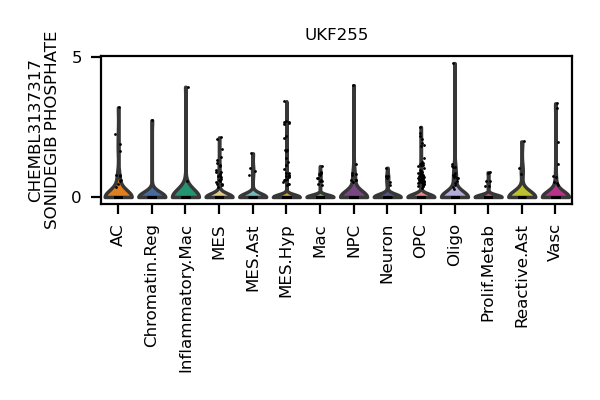 UKF255
CHEMBL3137317
SONIDEGIB PHOSPHATE
5
0
AC
Chromatin.Reg
Inflammatory.Mac
MES
MES.Ast
MES.Hyp
Mac
NPC
Neuron
OPC
Oligo
Prolif.Metab
Reactive.Ast
Vasc